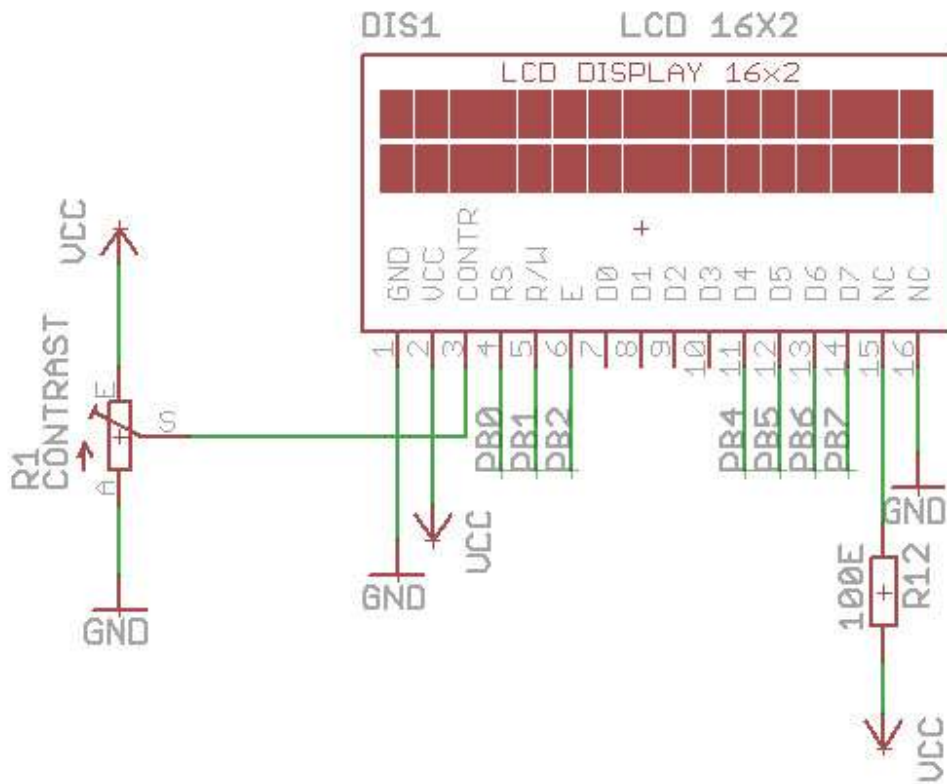 DIS1 LCD 16X2
LCD DISPLAY 16x2
GND
VCC
CONTR
RS
R/W
E
D0
D1
D2
D3
D4
D5
D6
D7
NC
NC
1
2
3
4
5
6
7
8
9
10
11
12
13
14
15
16
VCC
R1
CONTRAST
E
S
A
GND
PB0
PB1
PB2
PB4
PB5
PB6
PB7
GND
VCC
GND
100E
R12
VCC